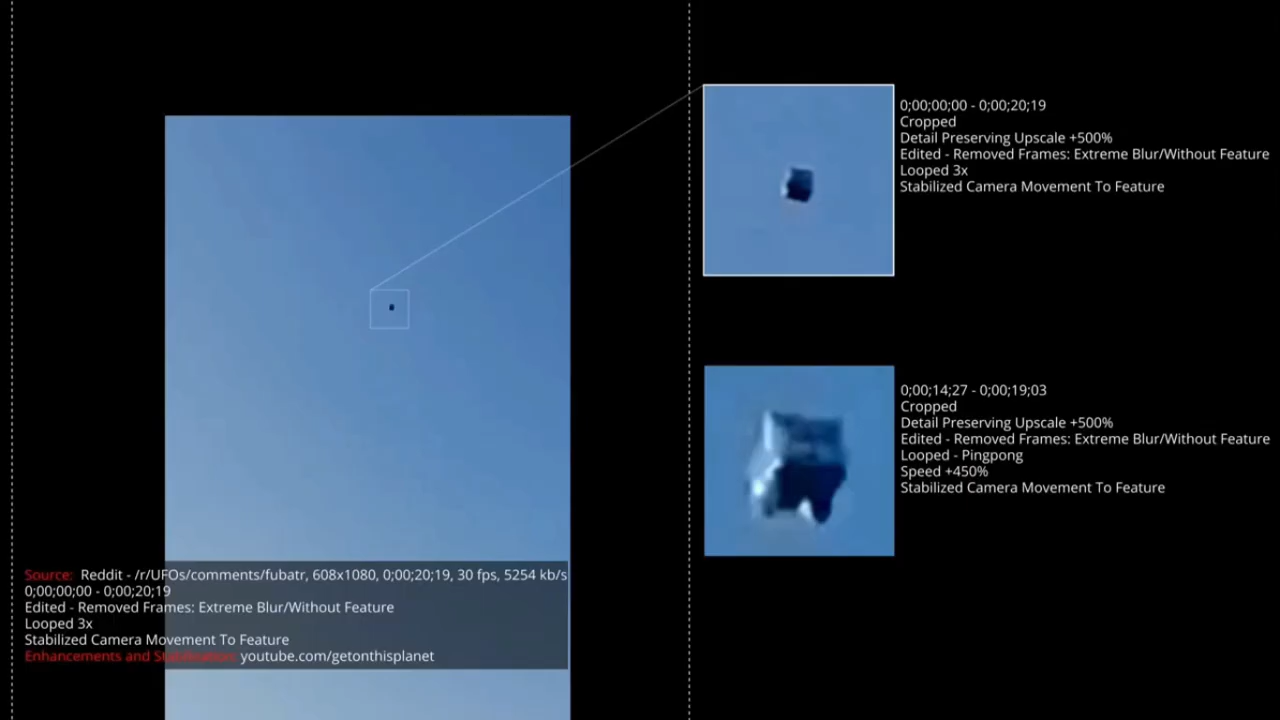 0;00;00;00 - 0;00;20;19
Cropped
Detail Preserving Upscale +500%
Edited - Removed Frames: Extreme Blur/Without Feature
Looped 3x
Stabilized Camera Movement To Feature
0;00;14;27 - 0;00;19;03
Cropped
Detail Preserving Upscale +500%
Edited - Removed Frames: Extreme Blur/Without Feature
Looped - Pingpong
Speed +450%
Stabilized Camera Movement To Feature
Source: Reddit - /r/UFOs/comments/fubatr, 608x1080, 0;00;20;19, 30 fps, 5254 kb/s
0;00;00;00 - 0;00;20;19
Edited - Removed Frames: Extreme Blur/Without Feature
Looped 3x
Stabilized Camera Movement To Feature
Enhancements and Stabilization: youtube.com/getonthisplanet